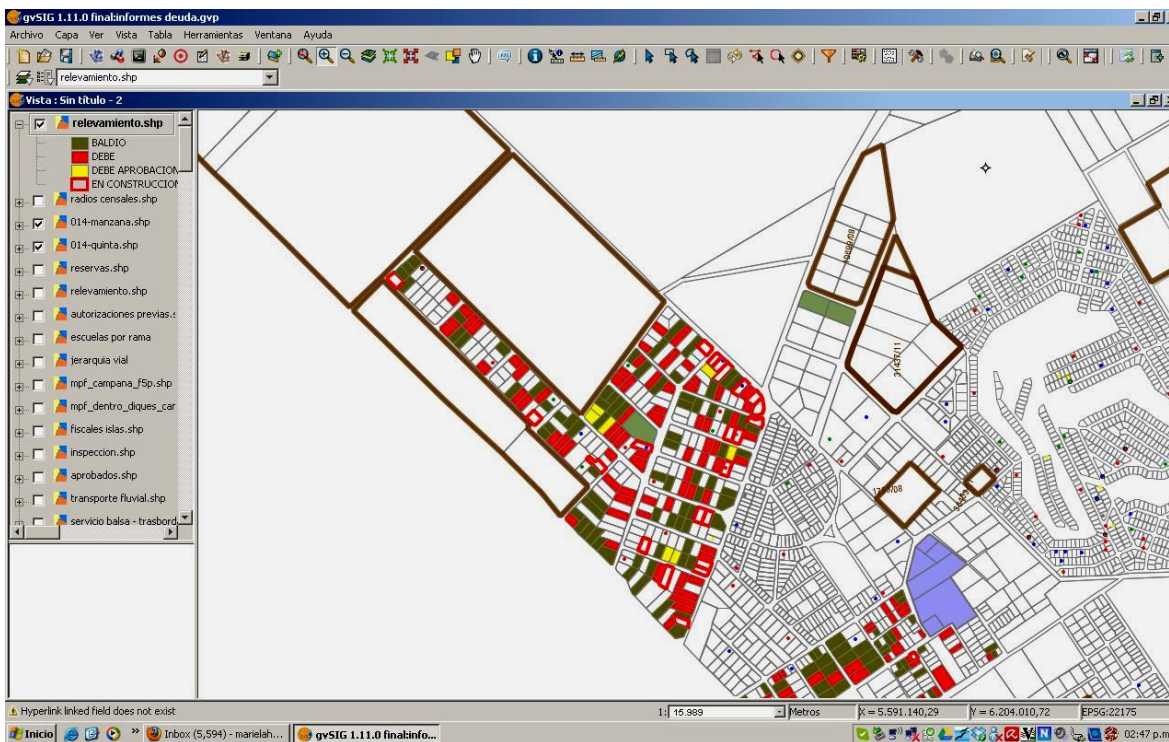 gvSIG 1.11.0 final:informes deuda.gvp
Archivo Capa Ver Vista Tabla Herramientas Ventana Ayuda
relevamiento.shp
Vista : Sin título - 2
relevamiento.shp
BALDIO
DEBE
DEBE APROBACION
EN CONSTRUCCION
radios censales.shp
014-manzana.shp
014-quinta.shp
reservas.shp
relevamiento.shp
autorizaciones previas.s
escuelas por rama
jerarquia vial
mpf_campana_f5p.shp
mpf_dentro_diques_car
fiscales islas.shp
inspeccion.shp
aprobados.shp
transporte fluvial.shp
servicio balsa - trasbord
31437/11
Hyperlink linked field does not exist
1: 15.989
Metros
X = 5.591.140,29
Y = 6.204.010,72
EPSG:22175
Inicio
Inbox (5,594) - marielah...
gvSIG 1.11.0 final:info...
02:47 p.m.